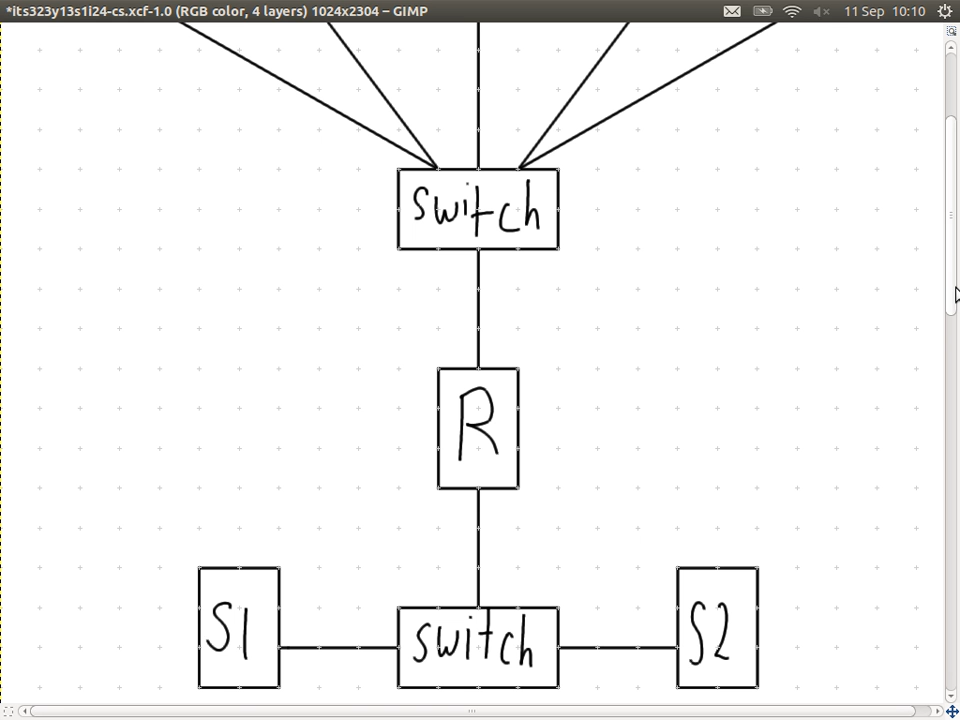 *its323y13s1i24-cs.xcf-1.0 (RGB color, 4 layers) 1024x2304 – GIMP 11 Sep 10:10
switch
R
S1 switch S2